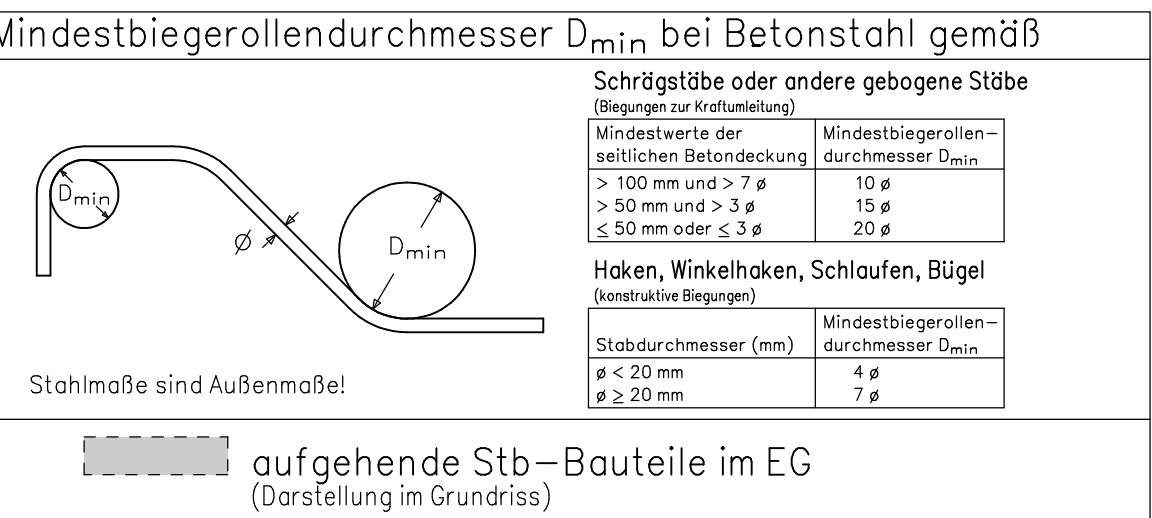 Mindestbiegerollendurchmesser Dmin bei Betonstahl gemäß
Schrägstäbe oder andere gebogene Stäbe
(Biegungen zur Kraftumleitung)
Mindestwerte der seitlichen Betondeckung
Mindestbiegerollen-
durchmesser Dmin
> 100 mm und > 7 ø 10 ø
> 50 mm und > 3 ø 15 ø
≤ 50 mm oder ≤ 3 ø 20 ø
Dmin
ø
Dmin
Haken, Winkelhaken, Schlaufen, Bügel
(konstruktive Biegungen)
Stabdurchmesser (mm)
Mindestbiegerollen-
durchmesser Dmin
ø < 20 mm 4 ø
ø ≥ 20 mm 7 ø
Stahlmaße sind Außenmaße!
aufgehende Stb-Bauteile im EG
(Darstellung im Grundriss)